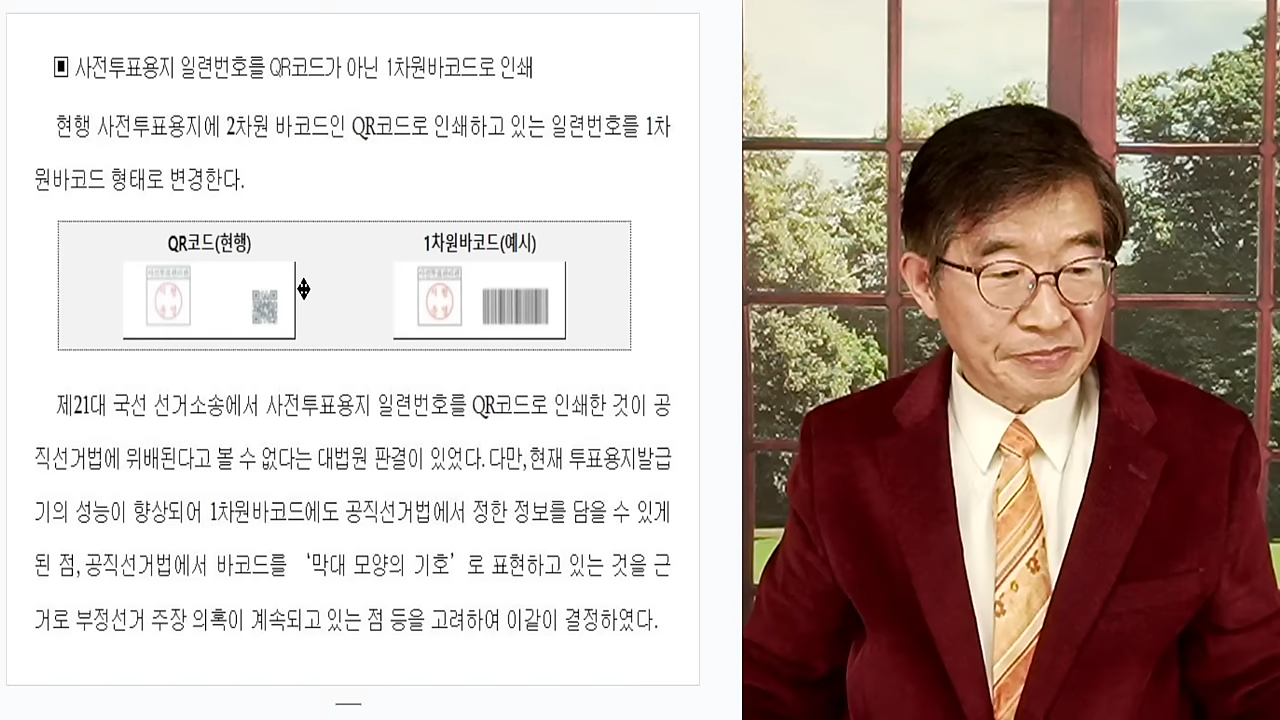 ▣ 사전투표용지 일련번호를 QR코드가 아닌 1차원바코드로 인쇄
현행 사전투표용지에 2차원 바코드인 QR코드로 인쇄하고 있는 일련번호를 1차
원바코드 형태로 변경한다.
QR코드(현행) 1차원바코드(예시)
제21대 국선 선거소송에서 사전투표용지 일련번호를 QR코드로 인쇄한 것이 공
직선거법에 위배된다고 볼 수 없다는 대법원 판결이 있었다. 다만, 현재 투표용지발급
기의 성능이 향상되어 1차원바코드에도 공직선거법에서 정한 정보를 담을 수 있게
된 점, 공직선거법에서 바코드를 ‘막대 모양의 기호’로 표현하고 있는 것을 근
거로 부정선거 주장 의혹이 계속되고 있는 점 등을 고려하여 이같이 결정하였다.